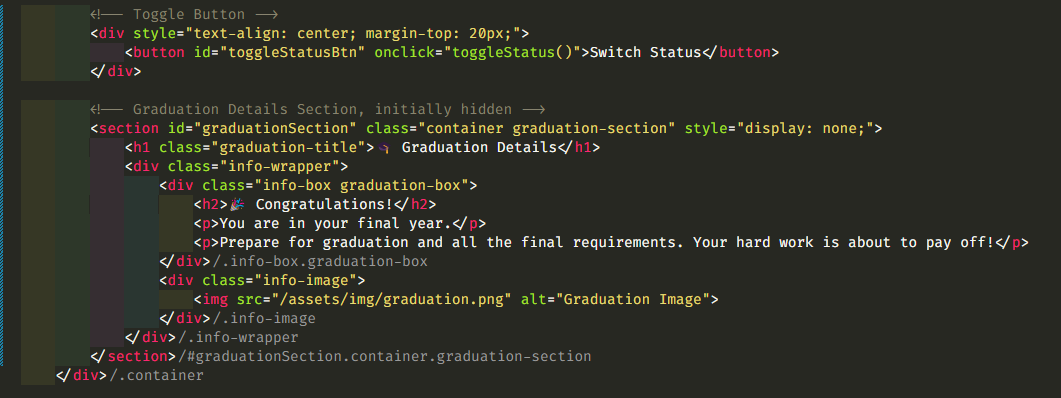 <!-- Toggle Button -->
<div style="text-align: center; margin-top: 20px;">
<button id="toggleStatusBtn" onclick="toggleStatus()">Switch Status</button>
</div>
<!-- Graduation Details Section, initially hidden -->
<section id="graduationSection" class="container graduation-section" style="display: none;">
<h1 class="graduation-title">🎓 Graduation Details</h1>
<div class="info-wrapper">
<div class="info-box graduation-box">
<h2>🎉 Congratulations!</h2>
<p>You are in your final year.</p>
<p>Prepare for graduation and all the final requirements. Your hard work is about to pay off!</p>
</div>/.info-box.graduation-box
<div class="info-image">
<img src="/assets/img/graduation.png" alt="Graduation Image">
</div>/.info-image
</div>/.info-wrapper
</section>/#graduationSection.container.graduation-section
</div>/.container